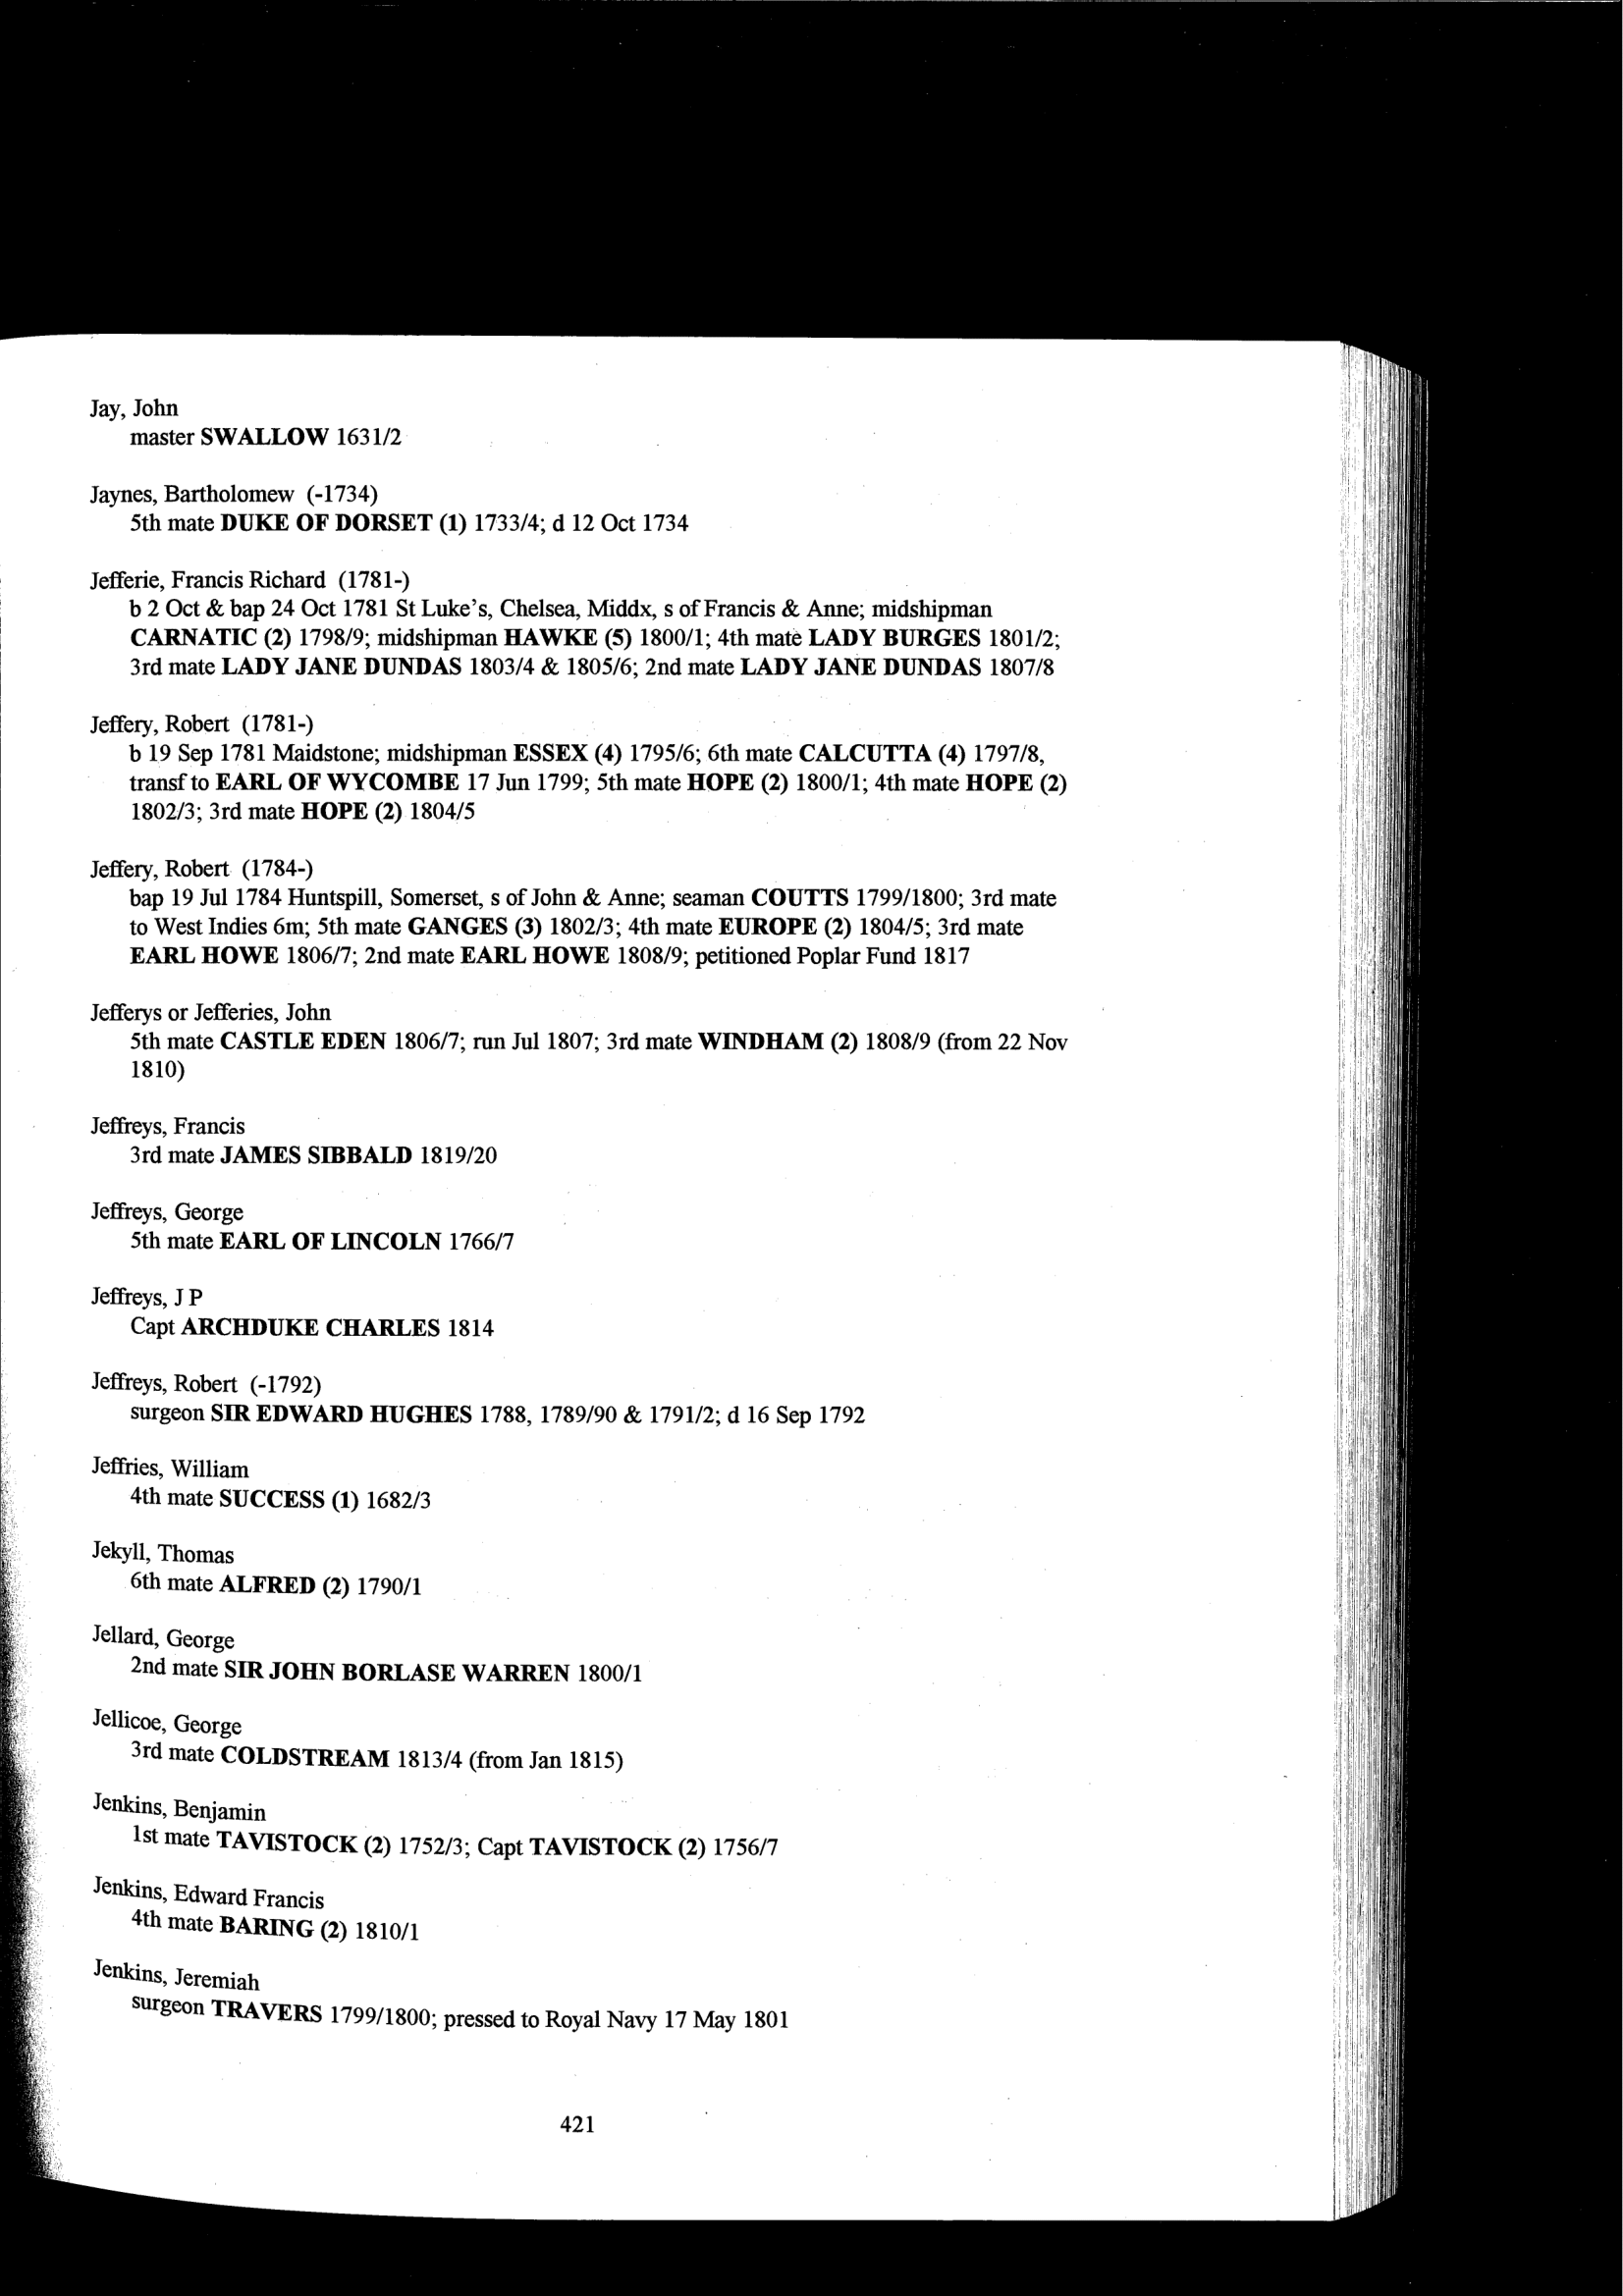 Jay, John
master SWALLOW 1631/2
Jaynes, Bartholomew (-1734)
5th mate DUKE OF DORSET (1) 1733/4; d 12 Oct 1734
Jefferie, Francis Richard (1781-)
b 2 Oct & bap 24 Oct 1781 St Luke's, Chelsea, Middx, s of Francis & Anne; midshipman
CARNATIC (2) 1798/9; midshipman HAWKE (5) 1800/1; 4th mate LADY BURGES 1801/2;
3rd mate LADY JANE DUNDAS 1803/4 & 1805/6; 2nd mate LADY JANE DUNDAS 1807/8
Jeffery, Robert (1781-)
b 19 Sep 1781 Maidstone; midshipman ESSEX (4) 1795/6; 6th mate CALCUTTA (4) 1797/8,
transf to EARL OF WYCOMBE 17 Jun 1799; 5th mate HOPE (2) 1800/1; 4th mate HOPE (2)
1802/3; 3rd mate HOPE (2) 1804/5
Jeffery, Robert (1784-)
bap 19 Jul 1784 Huntspill, Somerset, s of John & Anne; seaman COUTTS 1799/1800; 3rd mate
to West Indies 6m; 5th mate GANGES (3) 1802/3; 4th mate EUROPE (2) 1804/5; 3rd mate
EARL HOWE 1806/7; 2nd mate EARL HOWE 1808/9; petitioned Poplar Fund 1817
Jefferys or Jefferies, John
5th mate CASTLE EDEN 1806/7; run Jul 1807; 3rd mate WINDHAM (2) 1808/9 (from 22 Nov
1810)
Jeffreys, Francis
3rd mate JAMES SIBBALD 1819/20
Jeffreys, George
5th mate EARL OF LINCOLN 1766/7
Jeffreys, J P
Capt ARCHDUKE CHARLES 1814
Jeffreys, Robert (-1792)
surgeon SIR EDWARD HUGHES 1788, 1789/90 & 1791/2; d 16 Sep 1792
Jeffries, William
4th mate SUCCESS (1) 1682/3
Jekyll, Thomas
6th mate ALFRED (2) 1790/1
Jellard, George
2nd mate SIR JOHN BORLASE WARREN 1800/1
Jellicoe, George
3rd mate COLDSTREAM 1813/4 (from Jan 1815)
Jenkins, Benjamin
1st mate TAVISTOCK (2) 1752/3; Capt TAVISTOCK (2) 1756/7
Jenkins, Edward Francis
4th mate BARING (2) 1810/1
Jenkins, Jeremiah
surgeon TRAVERS 1799/1800; pressed to Royal Navy 17 May 1801
421